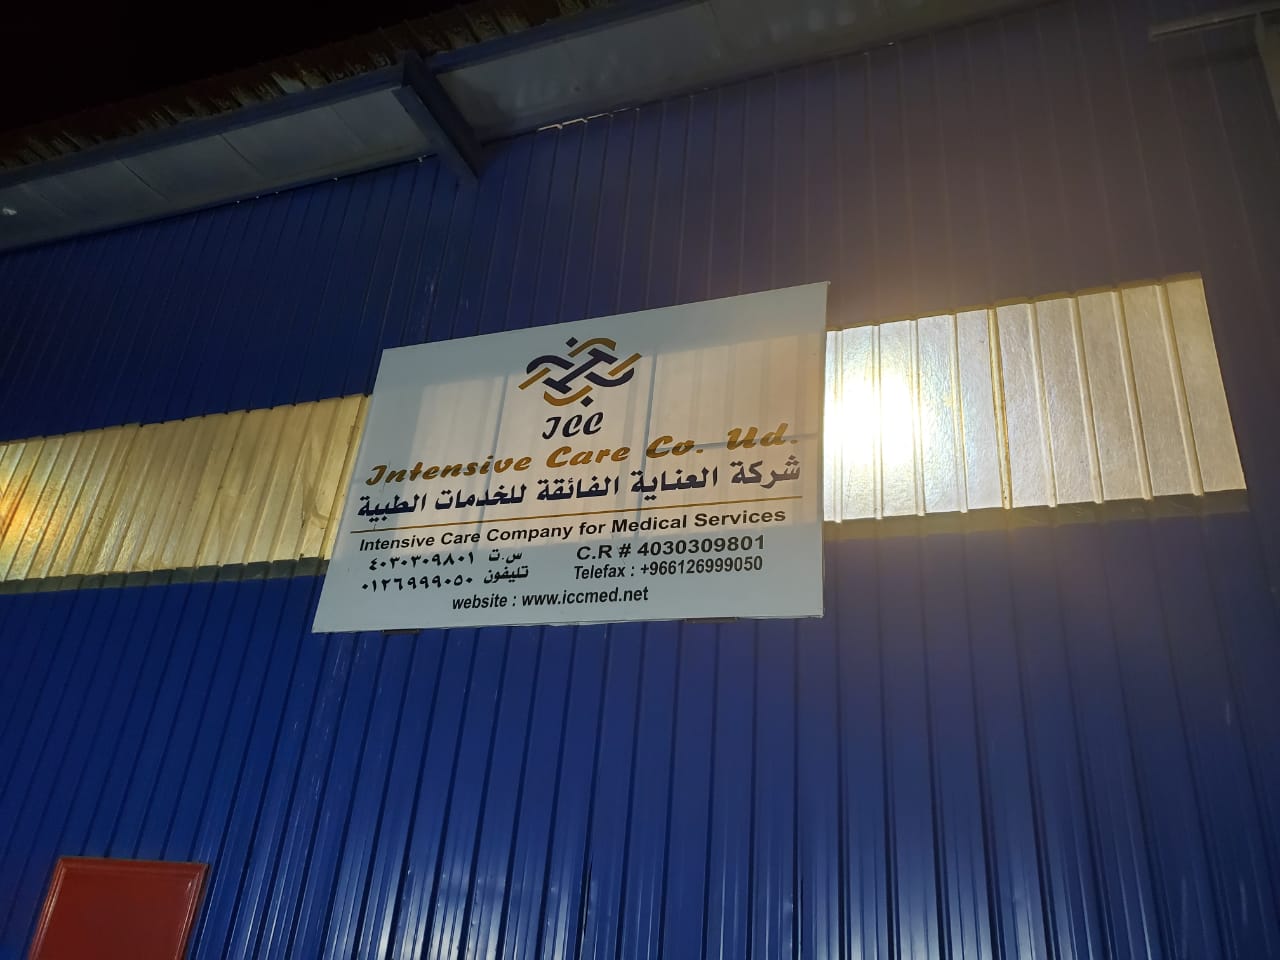 ICC
Intensive Care Co. Ltd.
شركة العناية الفائقة للخدمات الطبية
Intensive Care Company for Medical Services
س.ت ٤٠٣٠٣٠٩٨٠١ C.R # 4030309801
تليفون ٠١٢٦٩٩٩٠٥٠ Telefax : +966126999050
website : www.iccmed.net